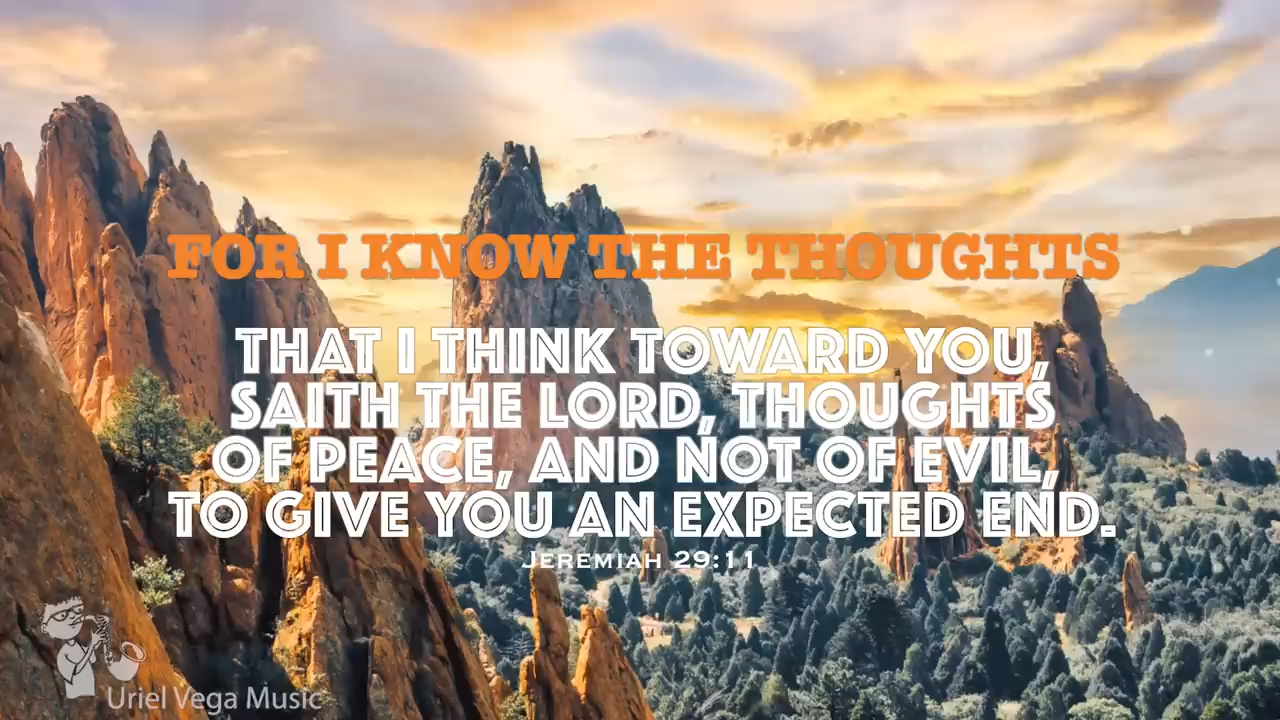 FOR I KNOW THE THOUGHTS
THAT I THINK TOWARD YOU,
SAITH THE LORD, THOUGHTS
OF PEACE, AND NOT OF EVIL,
TO GIVE YOU AN EXPECTED END.
JEREMIAH 29:11
Uriel Vega Music